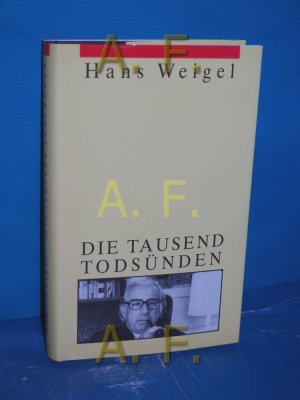 A. F.
Hans Weigel
A. F.
DIE TAUSEND
TODSÜNDEN
A. F.